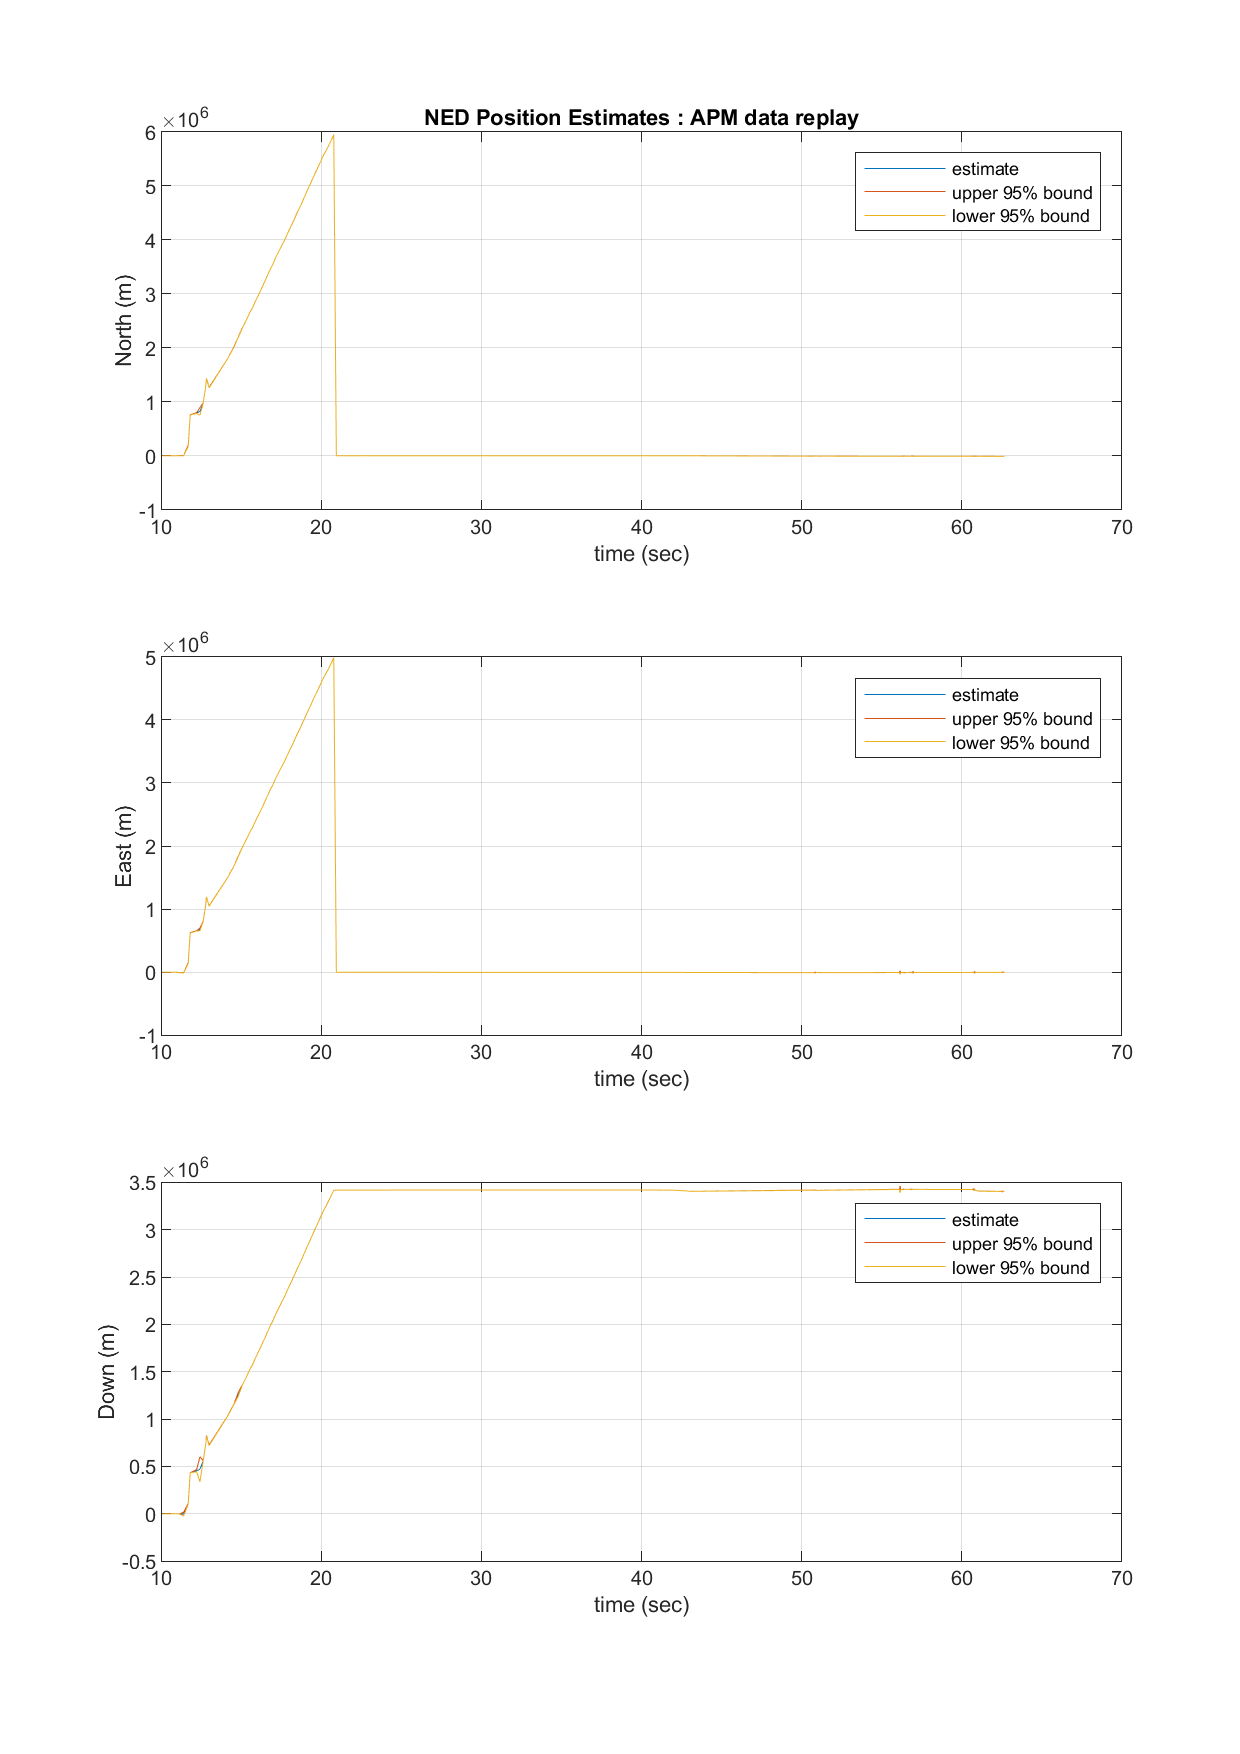 NED Position Estimates : APM data replay
×10^6
6
5
4
3
2
1
0
-1
North (m)
estimate
upper 95% bound
lower 95% bound
10 20 30 40 50 60 70
time (sec)
×10^6
5
4
3
2
1
0
-1
East (m)
estimate
upper 95% bound
lower 95% bound
10 20 30 40 50 60 70
time (sec)
×10^6
3.5
3
2.5
2
1.5
1
0.5
0
-0.5
Down (m)
estimate
upper 95% bound
lower 95% bound
10 20 30 40 50 60 70
time (sec)